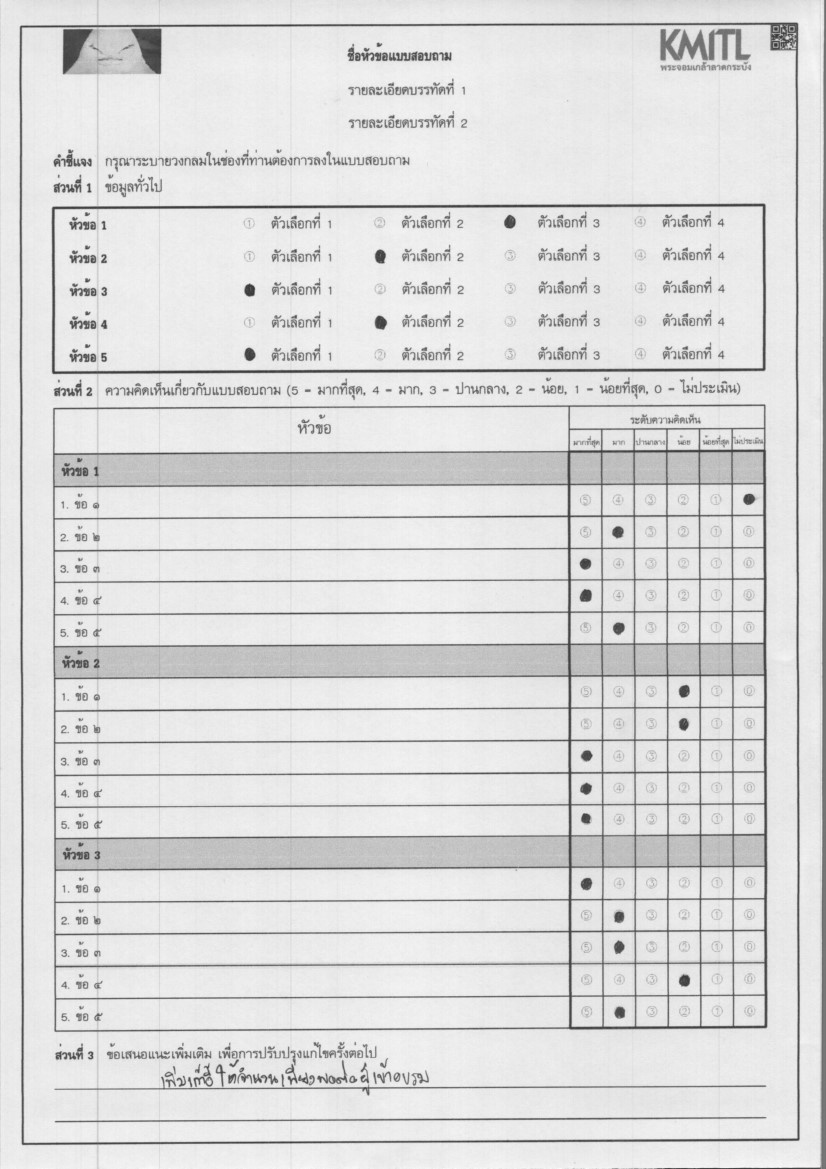 KMITL
พระจอมเกล้าลาดกระบัง
ชื่อหัวข้อแบบสอบถาม
รายละเอียดบรรทัดที่ 1
รายละเอียดบรรทัดที่ 2
คำชี้แจง กรุณาระบายวงกลมในช่องที่ท่านต้องการลงในแบบสอบถาม
ส่วนที่ 1 ข้อมูลทั่วไป
หัวข้อ 1 ① ตัวเลือกที่ 1 ② ตัวเลือกที่ 2 ● ตัวเลือกที่ 3 ④ ตัวเลือกที่ 4
หัวข้อ 2 ① ตัวเลือกที่ 1 ● ตัวเลือกที่ 2 ③ ตัวเลือกที่ 3 ④ ตัวเลือกที่ 4
หัวข้อ 3 ● ตัวเลือกที่ 1 ② ตัวเลือกที่ 2 ③ ตัวเลือกที่ 3 ④ ตัวเลือกที่ 4
หัวข้อ 4 ① ตัวเลือกที่ 1 ● ตัวเลือกที่ 2 ③ ตัวเลือกที่ 3 ④ ตัวเลือกที่ 4
หัวข้อ 5 ● ตัวเลือกที่ 1 ② ตัวเลือกที่ 2 ③ ตัวเลือกที่ 3 ④ ตัวเลือกที่ 4
ส่วนที่ 2 ความคิดเห็นเกี่ยวกับแบบสอบถาม (5 - มากที่สุด, 4 - มาก, 3 - ปานกลาง, 2 - น้อย, 1 - น้อยที่สุด, 0 - ไม่ประเมิน)
หัวข้อ ระดับความคิดเห็น
มากที่สุด มาก ปานกลาง น้อย น้อยที่สุด ไม่ประเมิน
หัวข้อ 1
1. ข้อ ๑ ⑤ ④ ③ ② ① ●
2. ข้อ ๒ ⑤ ● ③ ② ① ⓪
3. ข้อ ๓ ● ④ ③ ② ① ⓪
4. ข้อ ๔ ● ④ ③ ② ① ⓪
5. ข้อ ๕ ⑤ ● ③ ② ① ⓪
หัวข้อ 2
1. ข้อ ๑ ⑤ ④ ③ ● ① ⓪
2. ข้อ ๒ ⑤ ④ ③ ● ① ⓪
3. ข้อ ๓ ● ④ ③ ② ① ⓪
4. ข้อ ๔ ● ④ ③ ② ① ⓪
5. ข้อ ๕ ● ④ ③ ② ① ⓪
หัวข้อ 3
1. ข้อ ๑ ● ④ ③ ② ① ⓪
2. ข้อ ๒ ⑤ ● ③ ② ① ⓪
3. ข้อ ๓ ⑤ ● ③ ② ① ⓪
4. ข้อ ๔ ⑤ ④ ③ ● ① ⓪
5. ข้อ ๕ ⑤ ● ③ ② ① ⓪
ส่วนที่ 3 ข้อเสนอแนะเพิ่มเติม เพื่อการปรับปรุงแก้ไขครั้งต่อไป
เพิ่มเก้าอี้ ให้จำนวนเพียงพอต่อผู้เข้าอบรม